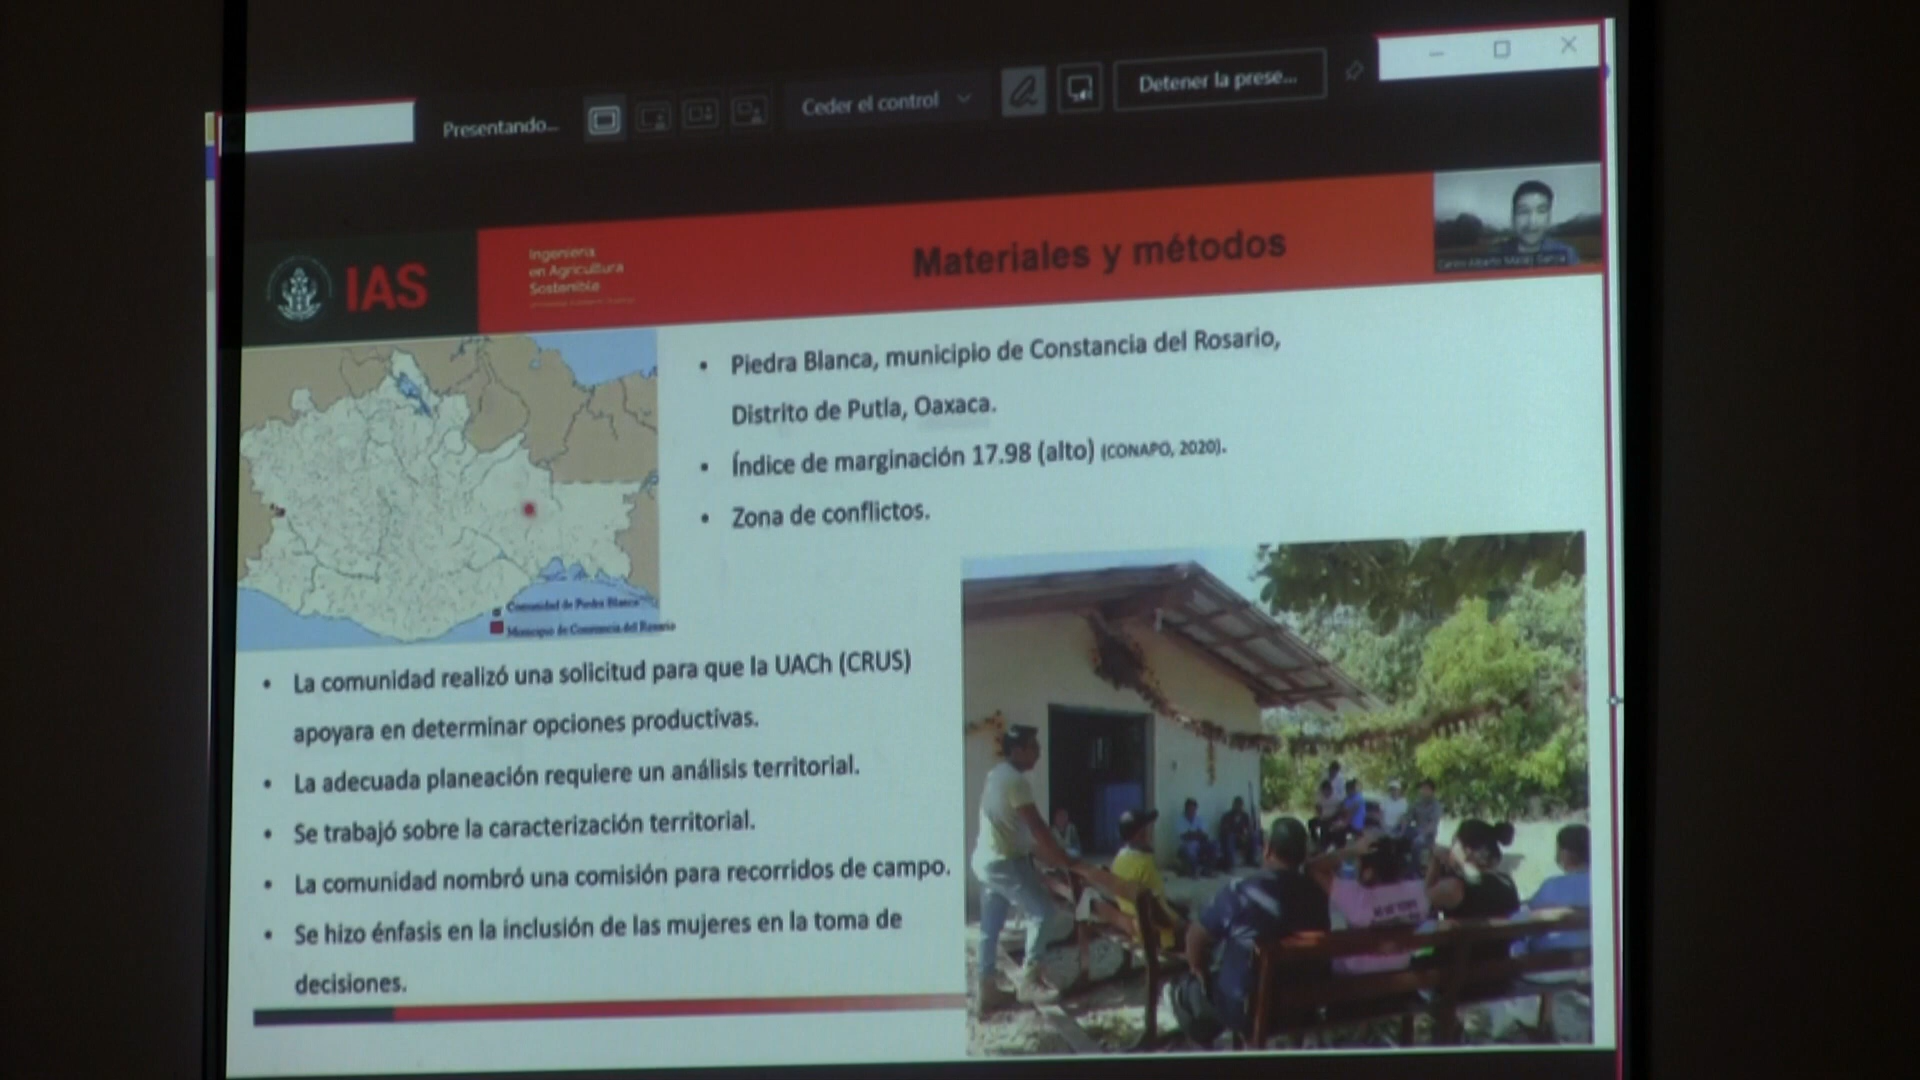 Presentando...
Ceder el control
Detener la prese...
IAS
Ingeniería
en Agricultura
Sostenible
Materiales y métodos
• Piedra Blanca, municipio de Constancia del Rosario,
Distrito de Putla, Oaxaca.
• Índice de marginación 17.98 (alto) (CONAPO, 2020).
• Zona de conflictos.
Comunidad de Piedra Blanca
Municipio de Constancia del Rosario
• La comunidad realizó una solicitud para que la UACh (CRUS)
apoyara en determinar opciones productivas.
• La adecuada planeación requiere un análisis territorial.
• Se trabajó sobre la caracterización territorial.
• La comunidad nombró una comisión para recorridos de campo.
• Se hizo énfasis en la inclusión de las mujeres en la toma de
decisiones.